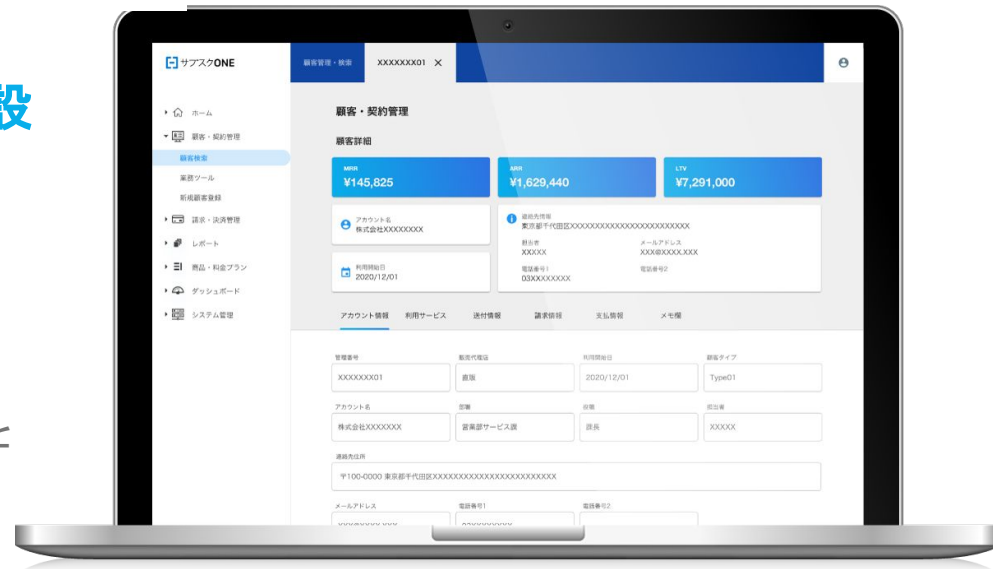 設
サブスクONE
顧客管理・検索
XXXXXXXX01 ×
ホーム
顧客・契約管理
顧客検索
業務ツール
新規顧客登録
請求・決済管理
レポート
商品・料金プラン
ダッシュボード
システム管理
顧客・契約管理
顧客詳細
MRR
¥145,825
ARR
¥1,629,440
LTV
¥7,291,000
アカウント名
株式会社XXXXXXXX
利用開始日
2020/12/01
連絡先情報
東京都千代田区XXXXXXXXXXXXXXXXXXXXXXXX
担当者
XXXXX
メールアドレス
XXX@XXXX.XXX
電話番号1
03XXXXXXXXX
電話番号2
アカウント情報 利用サービス 送付情報 請求情報 支払情報 メモ欄
管理番号 販売代理店 利用開始日 顧客タイプ
XXXXXXX01 直販 2020/12/01 Type01
アカウント名 部署 役職 担当者
株式会社XXXXXXX 営業部サービス課 課長 XXXXX
連絡先住所
〒100-0000 東京都千代田区XXXXXXXXXXXXXXXXXXXXXXXX
メールアドレス 電話番号1 電話番号2